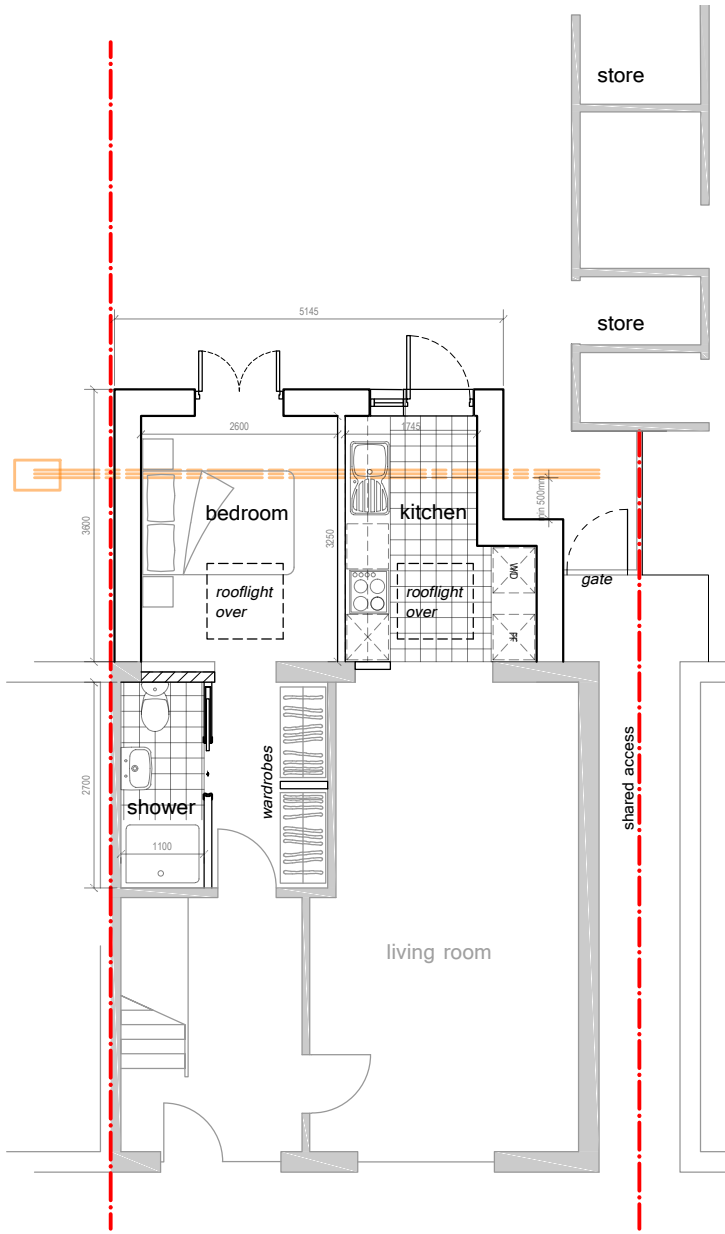 store
store
5145
2600
1745
3600
3250
min 500mm
bedroom
kitchen
rooflight
over
rooflight
over
WD
FF
gate
shared access
2700
wardrobes
shower
1100
living room